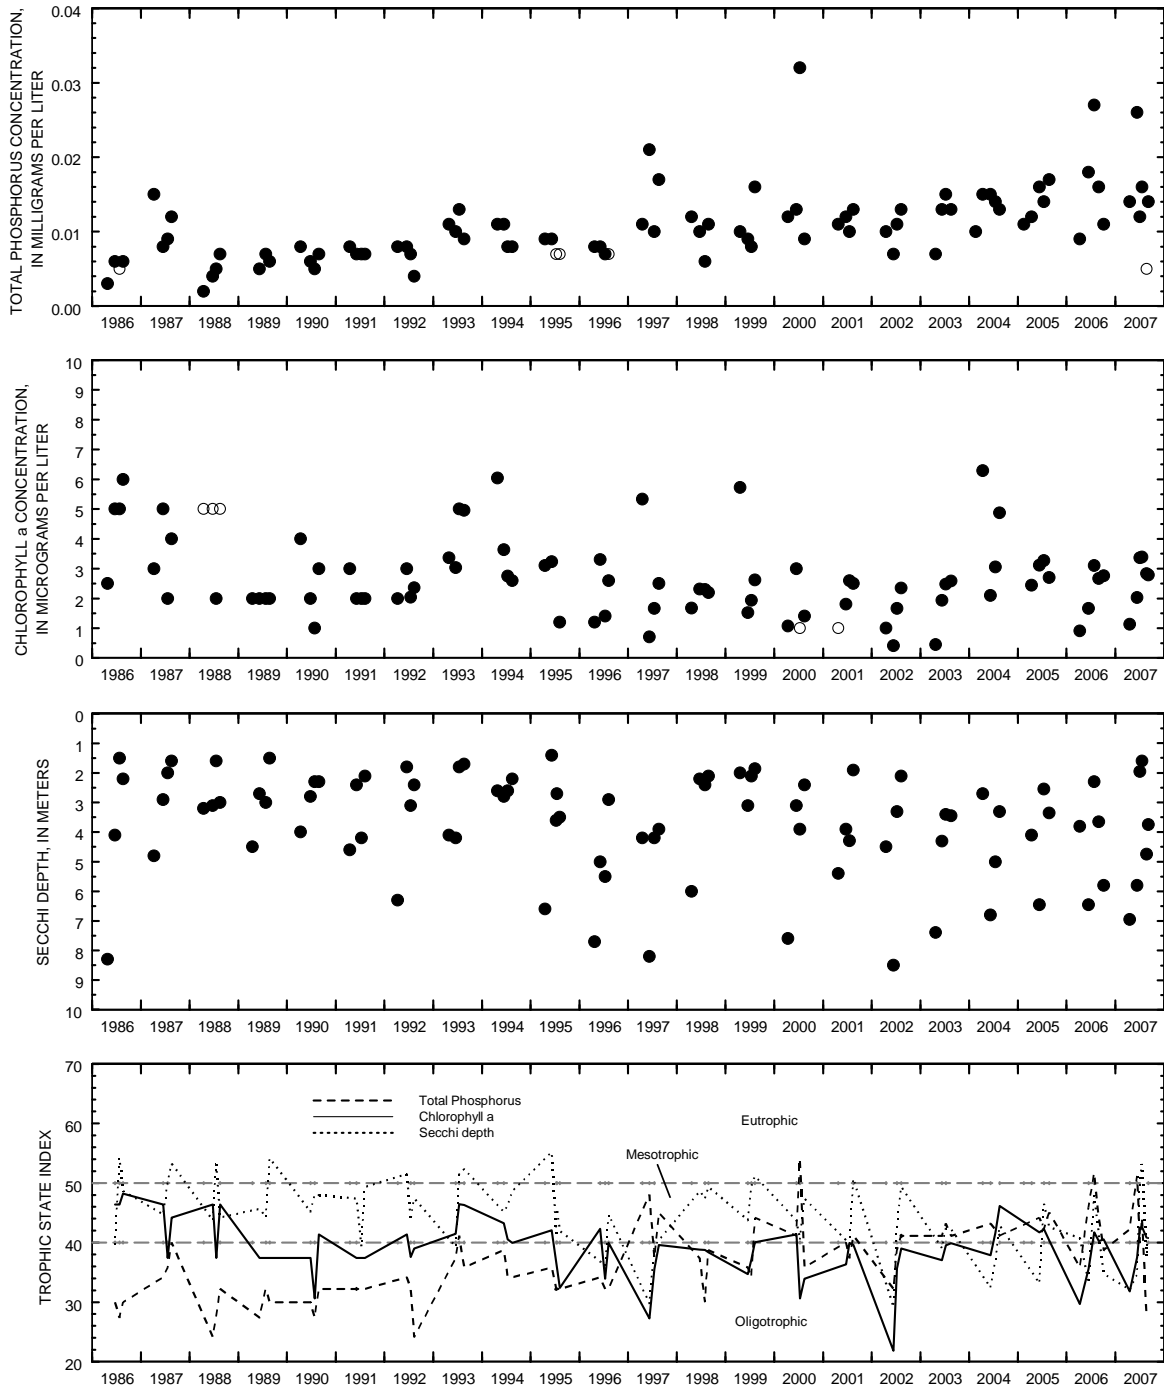 TOTAL PHOSPHORUS CONCENTRATION,
IN MILLIGRAMS PER LITER
0.04
0.03
0.02
0.01
0.00
1986 1987 1988 1989 1990 1991 1992 1993 1994 1995 1996 1997 1998 1999 2000 2001 2002 2003 2004 2005 2006 2007
CHLOROPHYLL a CONCENTRATION,
IN MICROGRAMS PER LITER
10
9
8
7
6
5
4
3
2
1
0
1986 1987 1988 1989 1990 1991 1992 1993 1994 1995 1996 1997 1998 1999 2000 2001 2002 2003 2004 2005 2006 2007
SECCHI DEPTH, IN METERS
0
1
2
3
4
5
6
7
8
9
10
1986 1987 1988 1989 1990 1991 1992 1993 1994 1995 1996 1997 1998 1999 2000 2001 2002 2003 2004 2005 2006 2007
TROPHIC STATE INDEX
70
60
50
40
30
20
Total Phosphorus
Chlorophyll a
Secchi depth
Eutrophic
Mesotrophic
Oligotrophic
1986 1987 1988 1989 1990 1991 1992 1993 1994 1995 1996 1997 1998 1999 2000 2001 2002 2003 2004 2005 2006 2007